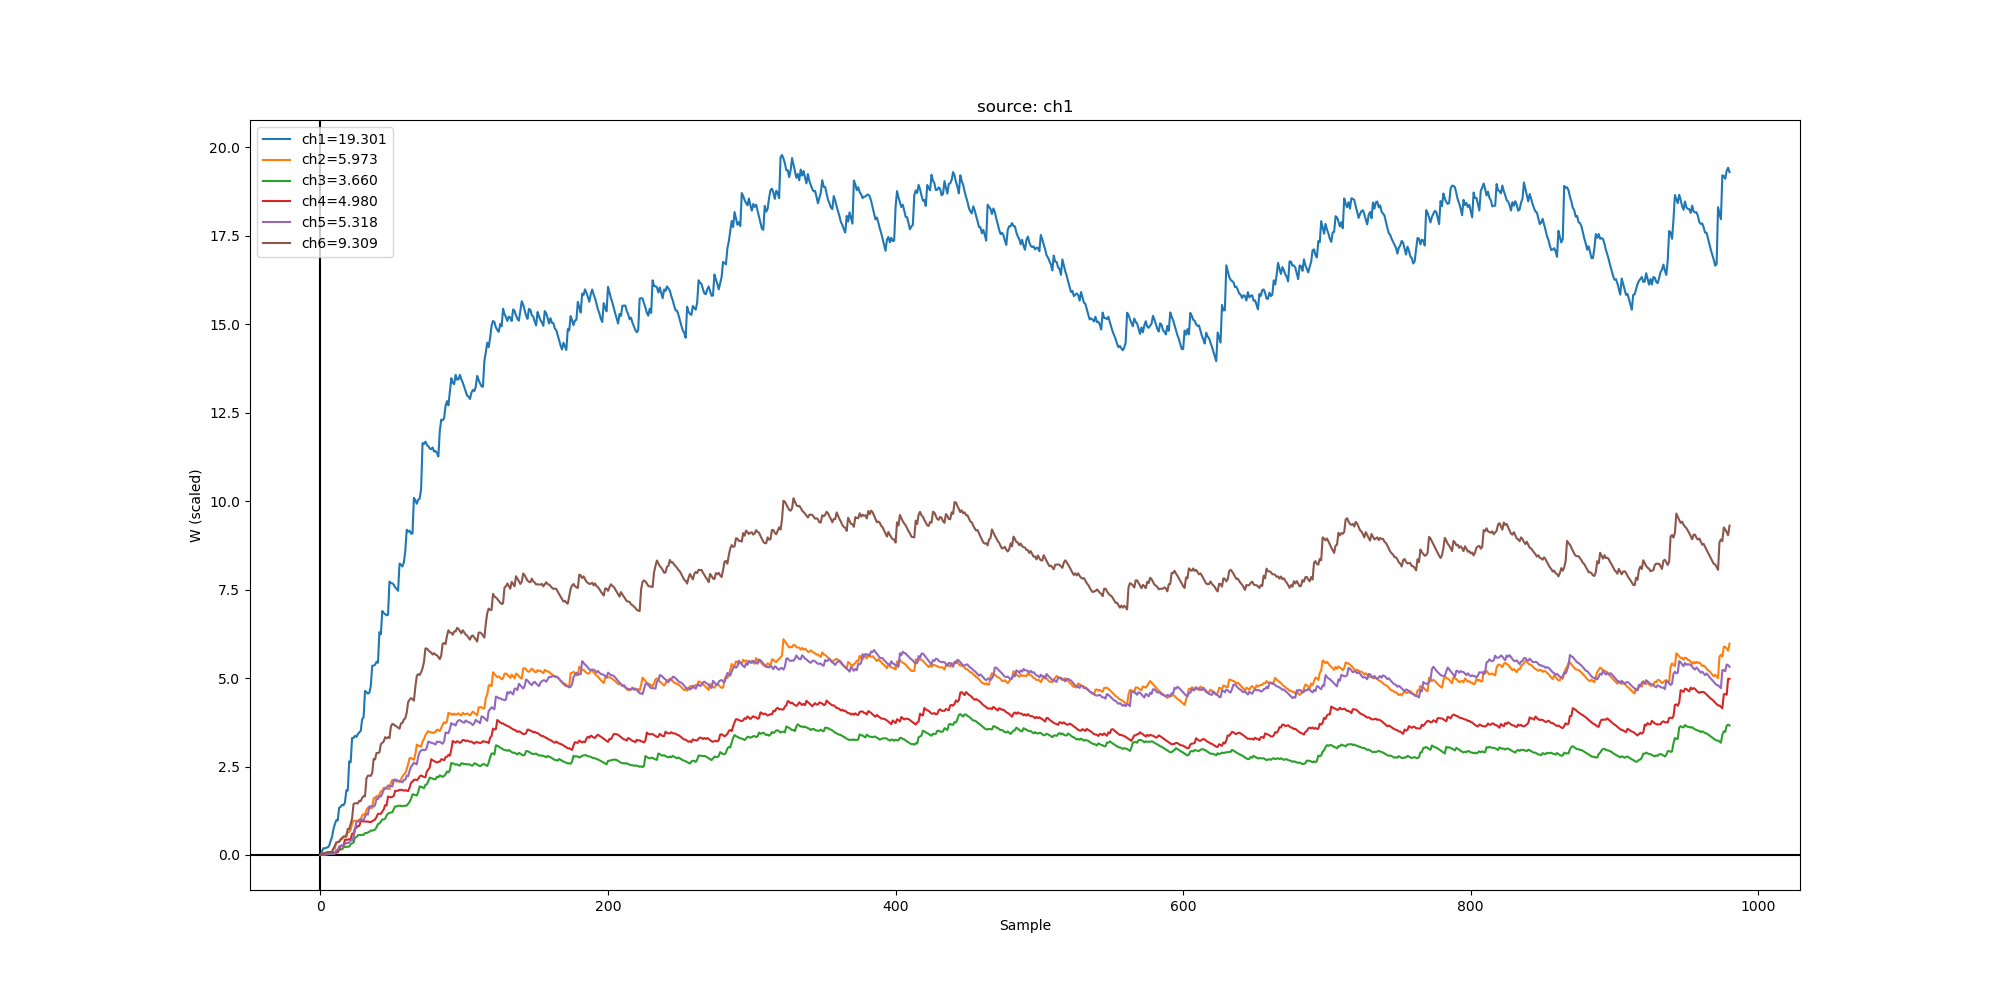 source: ch1
ch1=19.301
ch2=5.973
ch3=3.660
ch4=4.980
ch5=5.318
ch6=9.309
20.0
17.5
15.0
12.5
10.0
7.5
5.0
2.5
0.0
W (scaled)
0 200 400 600 800 1000
Sample